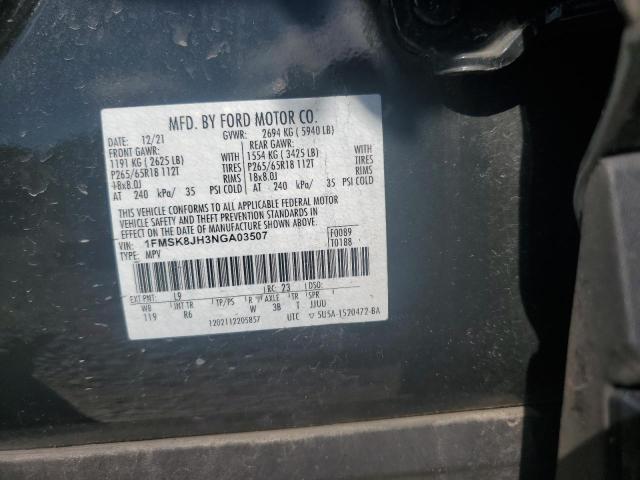 MFD. BY FORD MOTOR CO.
12/21 GVWR: 2694 KG ( 5940 LB)
FRONT GAWR: REAR GAWR:
1191 KG ( 2625 LB) 1554 KG ( 3425 LB)
P265/65R18 112T TIRES P265/65R18 112T TIRES
18x8.0J RIMS 18x8.0J RIMS
AT 240 kPa/ 35 PSI COLD AT 240 kPa/ 35 PSI COLD
THIS VEHICLE CONFORMS TO ALL APPLICABLE FEDERAL MOTOR
VEHICLE SAFETY AND THEFT PREVENTION STANDARDS IN
EFFECT ON THE DATE OF MANUFACTURE SHOWN ABOVE.
VIN: 1FMSK8JH3NGA03507 F0089
TYPE: MPV T0188
EXT PNT: L9 RC: 23 DSO:
WB INT TR TP/PS R AXLE TR SPR
119 R6 W 3B T JJUU
1202112205857 UTC 5U5A-1520472-BA